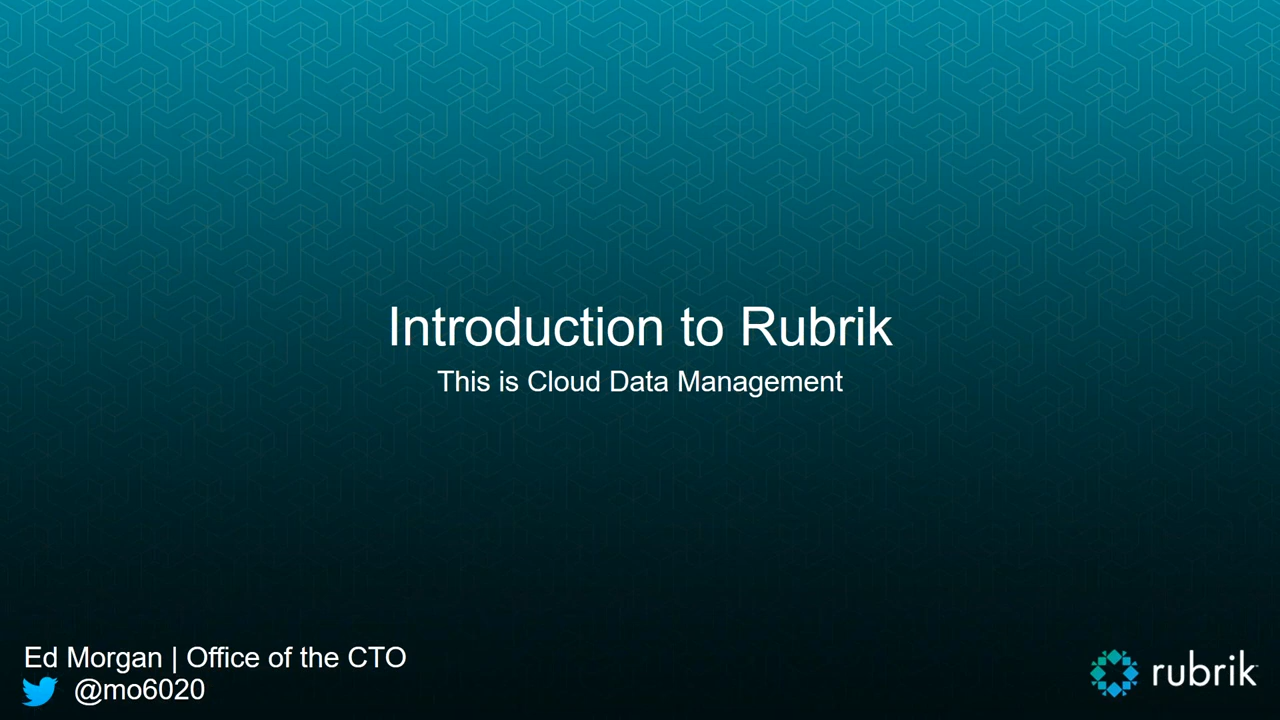 Introduction to Rubrik
This is Cloud Data Management
Ed Morgan | Office of the CTO
@mo6020
rubrik